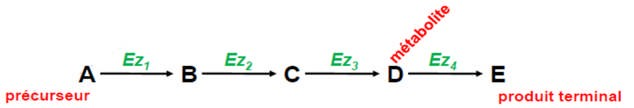 métabolite
Ez1 Ez2 Ez3 Ez4
A B C D E
précurseur produit terminal